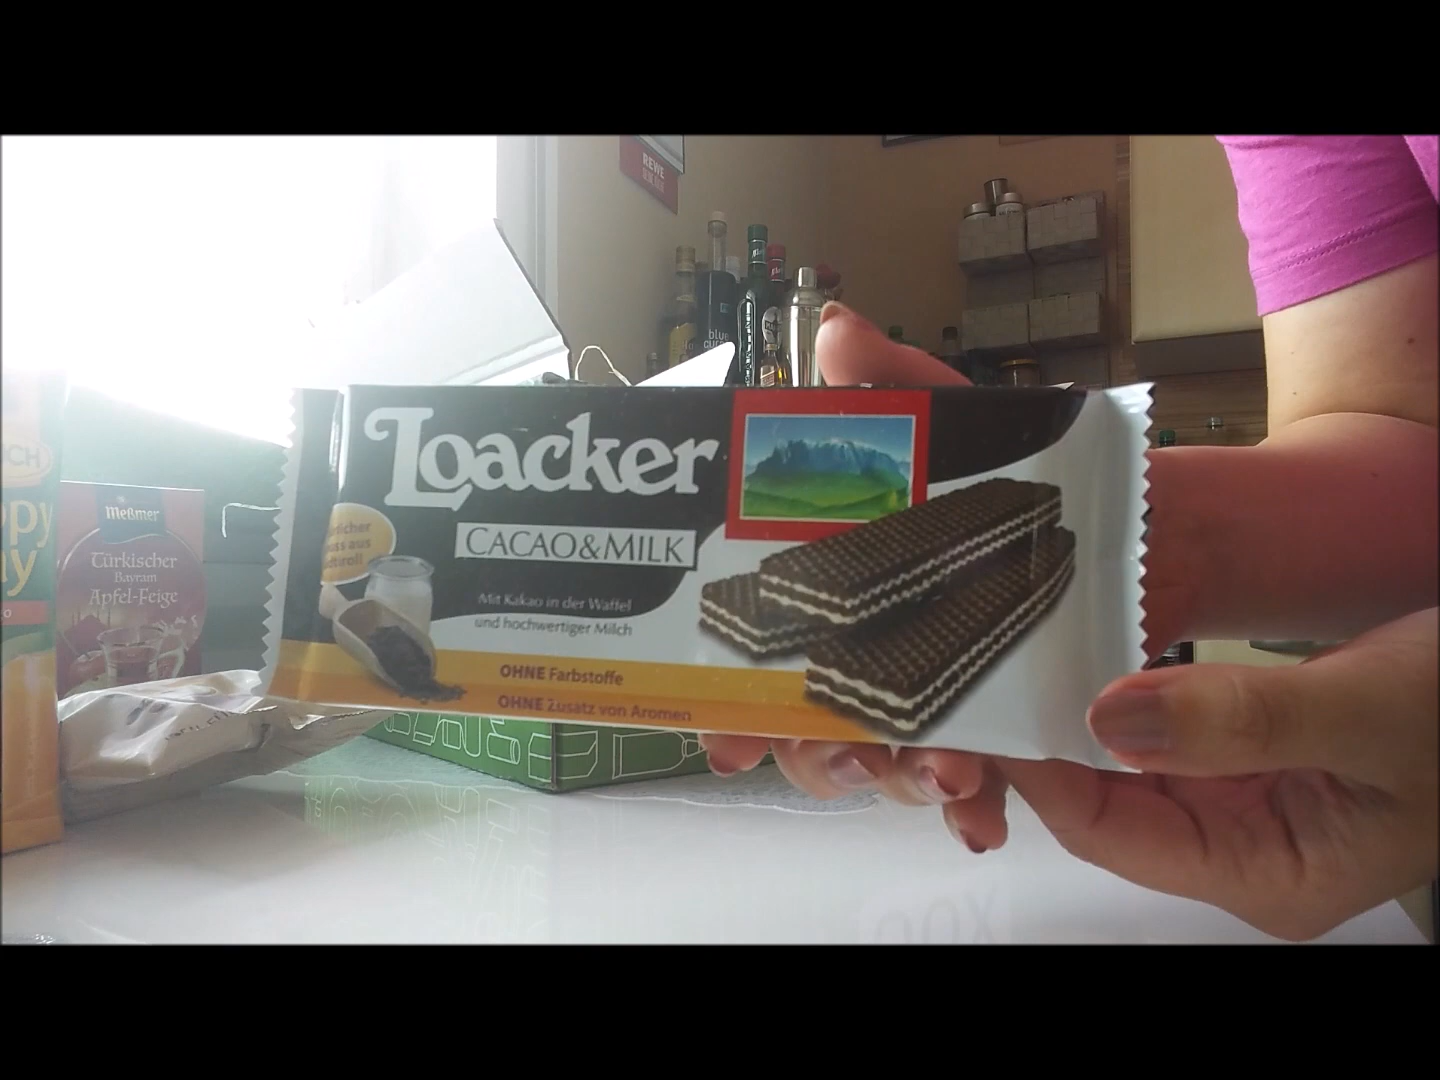 REWE
blue
Loacker
CACAO&MILK
Mit Kakao in der Waffel
und hochwertiger Milch
OHNE Farbstoffe
OHNE Zusatz von Aromen
Meßmer
Türkischer
Bayram
Apfel-Feige